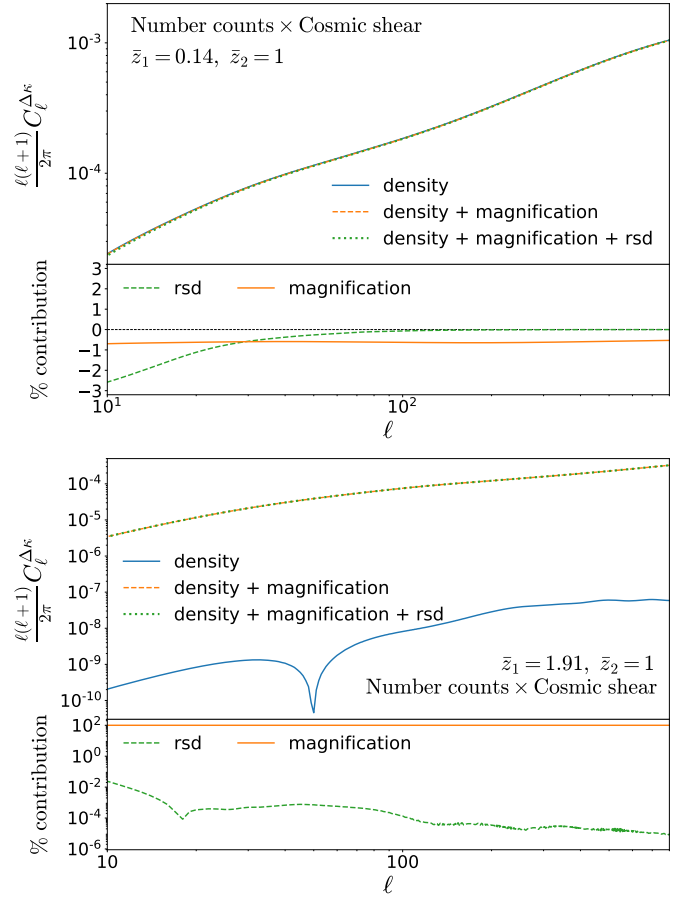 Number counts × Cosmic shear
z̄₁ = 0.14, z̄₂ = 1
10⁻³
10⁻⁴
ℓ(ℓ+1)/2π C_ℓ^{Δκ}
density
density + magnification
density + magnification + rsd
% contribution
3
2
1
0
−1
−2
−3
rsd
magnification
10¹
10²
ℓ
10⁻⁴
10⁻⁵
10⁻⁶
10⁻⁷
10⁻⁸
10⁻⁹
10⁻¹⁰
ℓ(ℓ+1)/2π C_ℓ^{Δκ}
density
density + magnification
density + magnification + rsd
z̄₁ = 1.91, z̄₂ = 1
Number counts × Cosmic shear
% contribution
10²
10⁰
10⁻²
10⁻⁴
10⁻⁶
rsd
magnification
10
100
ℓ